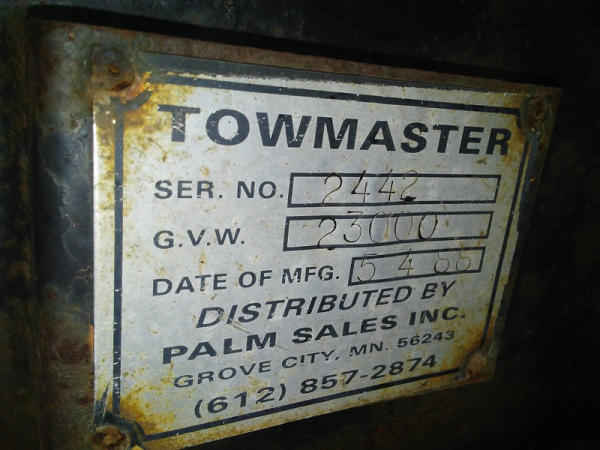 TOWMASTER
SER. NO. 2442
G.V.W. 23000
DATE OF MFG. 5 4 88
DISTRIBUTED BY
PALM SALES INC.
GROVE CITY, MN. 56243
(612) 857-2874